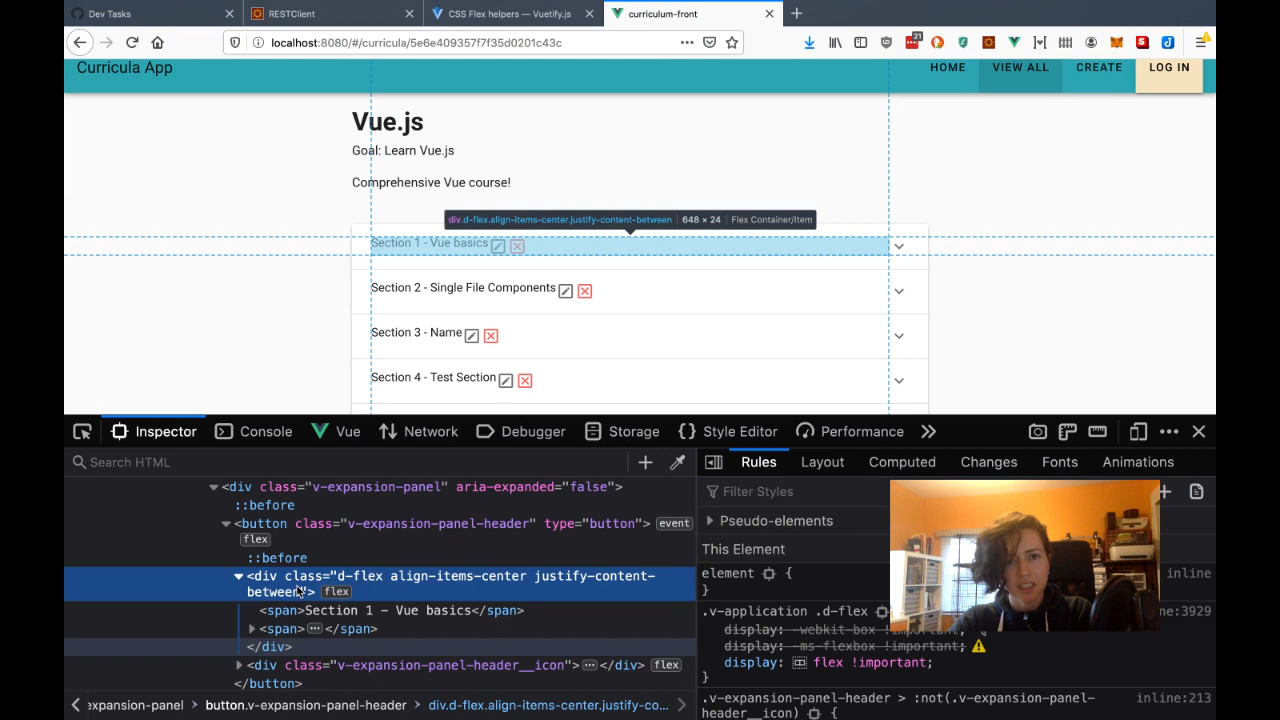 Dev Tasks
RESTClient
CSS Flex helpers — Vuetify.js
curriculum-front
localhost:8080/#/curricula/5e6e409357f7f35d0201c43c
21
Curricula App
HOME
VIEW ALL
CREATE
LOG IN
Vue.js
Goal: Learn Vue.js
Comprehensive Vue course!
div.d-flex.align-items-center.justify-content-between
648 × 24
Flex Container/Item
Section 1 - Vue basics
Section 2 - Single File Components
Section 3 - Name
Section 4 - Test Section
Inspector
Console
Vue
Network
Debugger
Storage
Style Editor
Performance
Search HTML
Rules
Layout
Computed
Changes
Fonts
Animations
<div class="v-expansion-panel" aria-expanded="false">
::before
<button class="v-expansion-panel-header" type="button"> event
flex
::before
<div class="d-flex align-items-center justify-content-
between"> flex
<span>Section 1 - Vue basics</span>
<span>…</span>
</div>
<div class="v-expansion-panel-header__icon">…</div> flex
</button>
expansion-panel
button.v-expansion-panel-header
div.d-flex.align-items-center.justify-co…
Filter Styles
Pseudo-elements
This Element
element {
inline
}
.v-application .d-flex
inline:3929
display: -webkit-box !important;
display: -ms-flexbox !important;
display: flex !important;
}
.v-expansion-panel-header > :not(.v-expansion-panel-
inline:213
header__icon) {